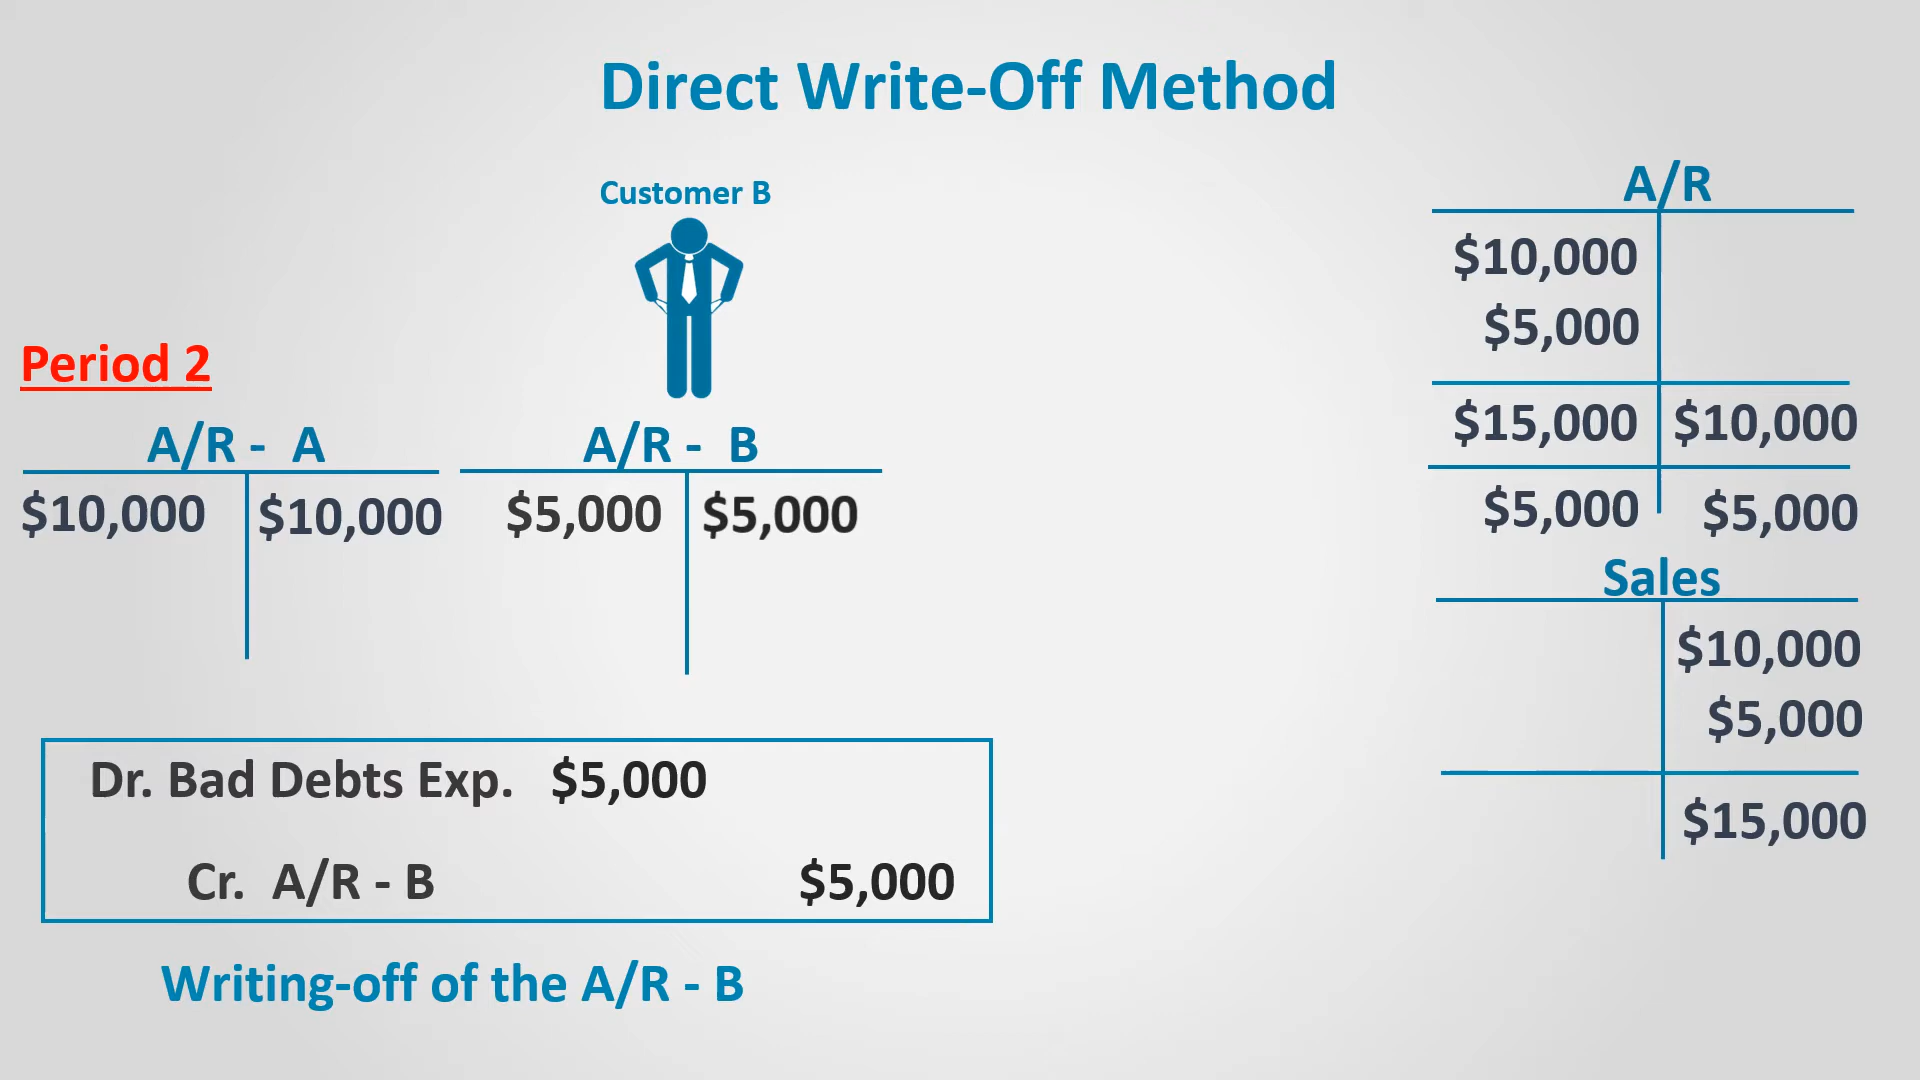 Direct Write-Off Method
Customer B
Period 2
A/R - A
$10,000 $10,000
A/R - B
$5,000 $5,000
Dr. Bad Debts Exp. $5,000
Cr. A/R - B $5,000
Writing-off of the A/R - B
A/R
$10,000
$5,000
$15,000 $10,000
$5,000 $5,000
Sales
$10,000
$5,000
$15,000